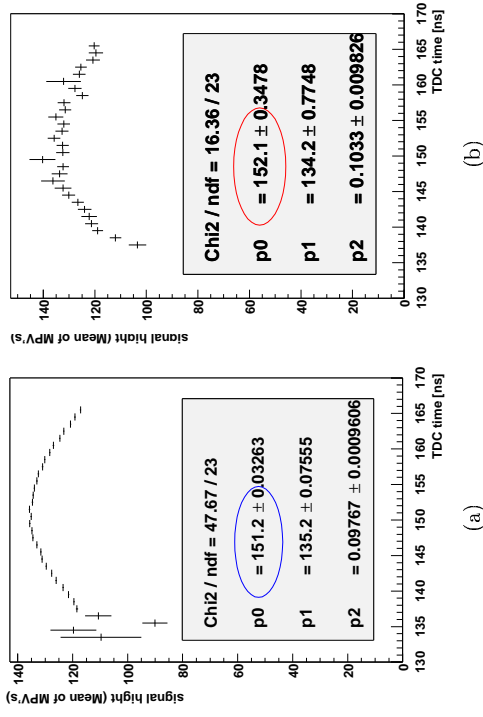 signal hight (Mean of MPV's)
140
120
100
80
60
40
20
0
Chi2 / ndf = 47.67 / 23
p0 = 151.2 ± 0.03263
p1 = 135.2 ± 0.07555
p2 = 0.09767 ± 0.0009606
130 135 140 145 150 155 160 165 170
TDC time [ns]
(a)
signal hight (Mean of MPV's)
140
120
100
80
60
40
20
0
Chi2 / ndf = 16.36 / 23
p0 = 152.1 ± 0.3478
p1 = 134.2 ± 0.7748
p2 = 0.1033 ± 0.009826
130 135 140 145 150 155 160 165 170
TDC time [ns]
(b)